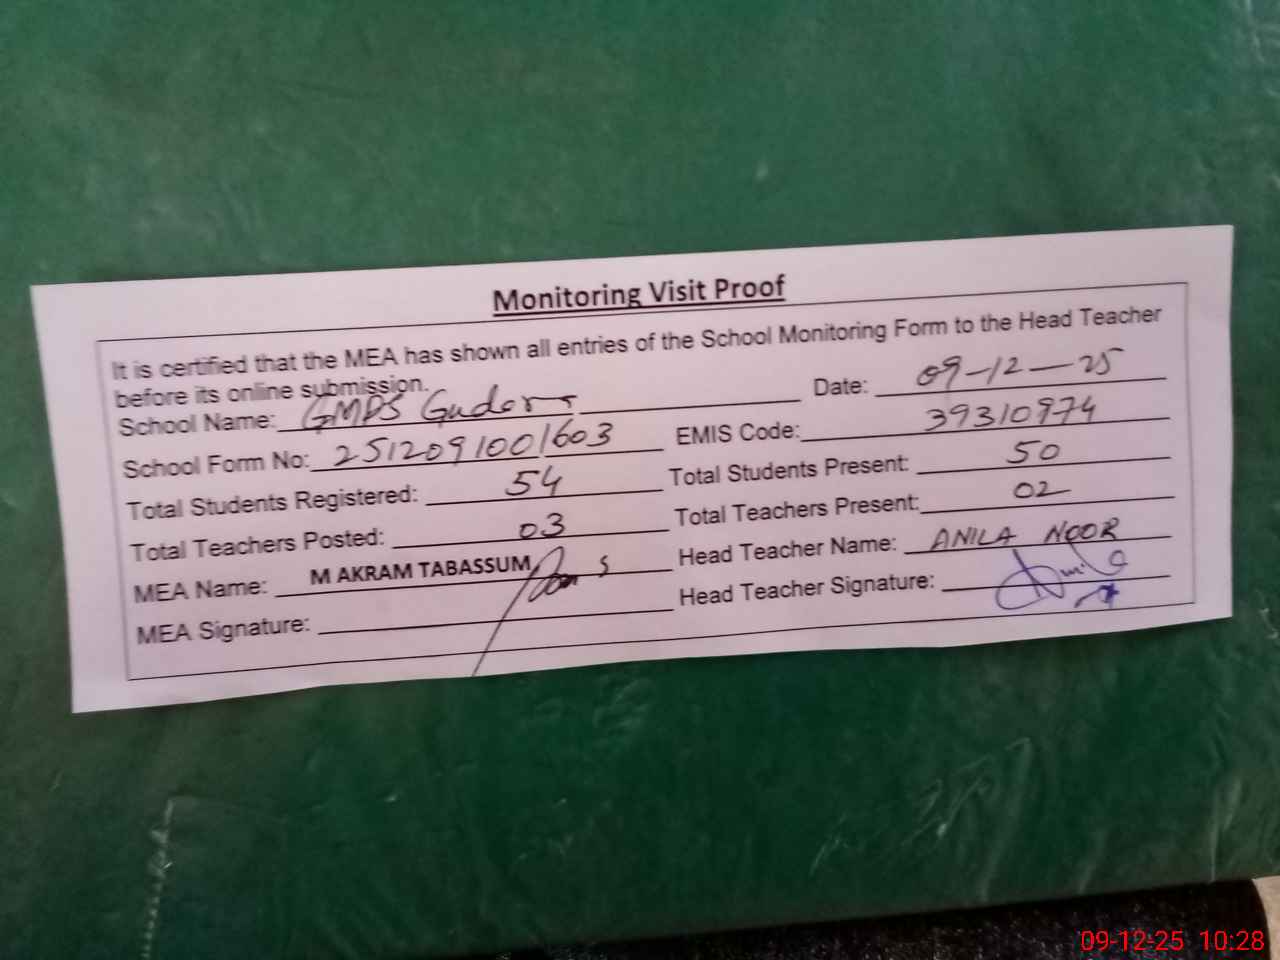 Monitoring Visit Proof
It is certified that the MEA has shown all entries of the School Monitoring Form to the Head Teacher
before its online submission.
School Name: GMPS Date: 09-12-25
School Form No: 2512091001603 EMIS Code: 39310974
Total Students Registered: 54 Total Students Present: 50
Total Teachers Posted: 03 Total Teachers Present: 02
MEA Name: M AKRAM TABASSUM Head Teacher Name: ANILA NOOR
MEA Signature: Head Teacher Signature:
09-12-25 10:28